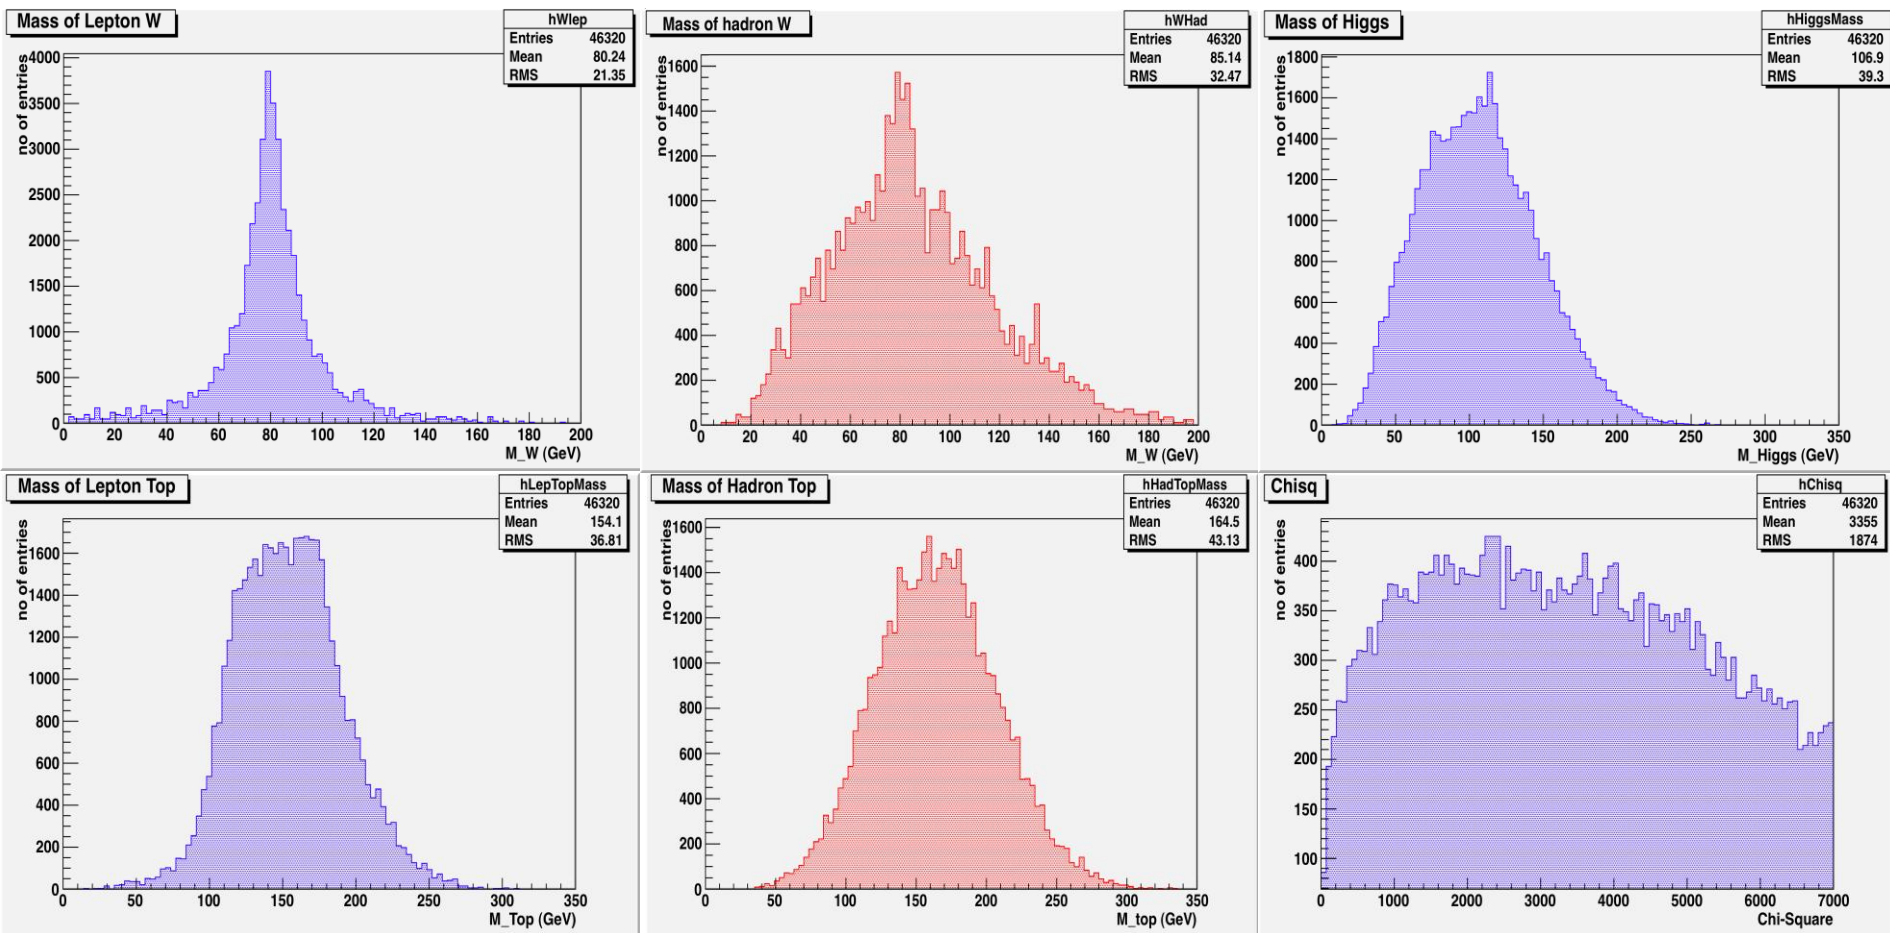 Mass of Lepton W
hWlep
Entries 46320
Mean 80.24
RMS 21.35
no of entries
4000
3500
3000
2500
2000
1500
1000
500
0
0 20 40 60 80 100 120 140 160 180 200
M_W (GeV)
Mass of hadron W
hWHad
Entries 46320
Mean 85.14
RMS 32.47
no of entries
1600
1400
1200
1000
800
600
400
200
0
0 20 40 60 80 100 120 140 160 180 200
M_W (GeV)
Mass of Higgs
hHiggsMass
Entries 46320
Mean 106.9
RMS 39.3
no of entries
1800
1600
1400
1200
1000
800
600
400
200
0
0 50 100 150 200 250 300 350
M_Higgs (GeV)
Mass of Lepton Top
hLepTopMass
Entries 46320
Mean 154.1
RMS 36.81
no of entries
1600
1400
1200
1000
800
600
400
200
0
0 50 100 150 200 250 300 350
M_Top (GeV)
Mass of Hadron Top
hHadTopMass
Entries 46320
Mean 164.5
RMS 43.13
no of entries
1600
1400
1200
1000
800
600
400
200
0
0 50 100 150 200 250 300 350
M_top (GeV)
Chisq
hChisq
Entries 46320
Mean 3355
RMS 1874
no of entries
400
350
300
250
200
150
100
0 1000 2000 3000 4000 5000 6000 7000
Chi-Square